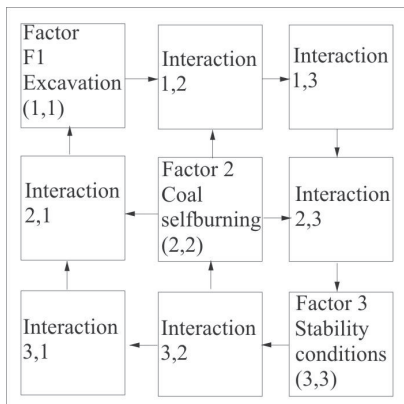 Factor
F1
Excavation
(1,1)
Interaction
1,2
Interaction
1,3
Interaction
2,1
Factor 2
Coal
selfburning
(2,2)
Interaction
2,3
Interaction
3,1
Interaction
3,2
Factor 3
Stability
conditions
(3,3)